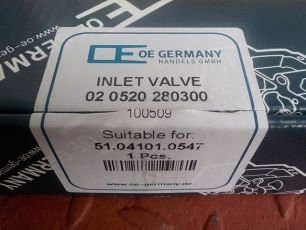 OE GERMANY
HANDELS GMBH
INLET VALVE
02 0520 280300
100509
Suitable for:
51.04101.0547
1 Pcs.
www.oe-germany.de